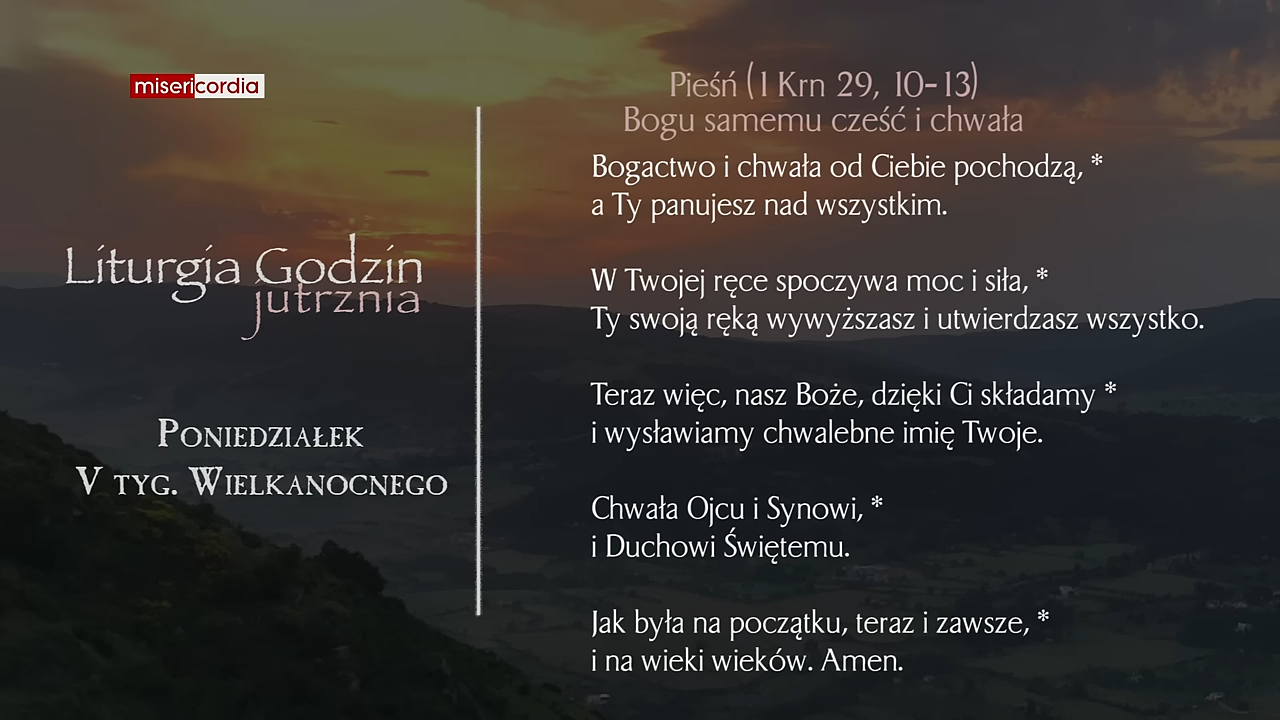 misericordia
Liturgia Godzin
jutrznia
Poniedziałek
V tyg. Wielkanocnego
Pieśń (1 Krn 29, 10-13)
Bogu samemu cześć i chwała
Bogactwo i chwała od Ciebie pochodzą, *
a Ty panujesz nad wszystkim.
W Twojej ręce spoczywa moc i siła, *
Ty swoją ręką wywyższasz i utwierdzasz wszystko.
Teraz więc, nasz Boże, dzięki Ci składamy *
i wysławiamy chwalebne imię Twoje.
Chwała Ojcu i Synowi, *
i Duchowi Świętemu.
Jak była na początku, teraz i zawsze, *
i na wieki wieków. Amen.